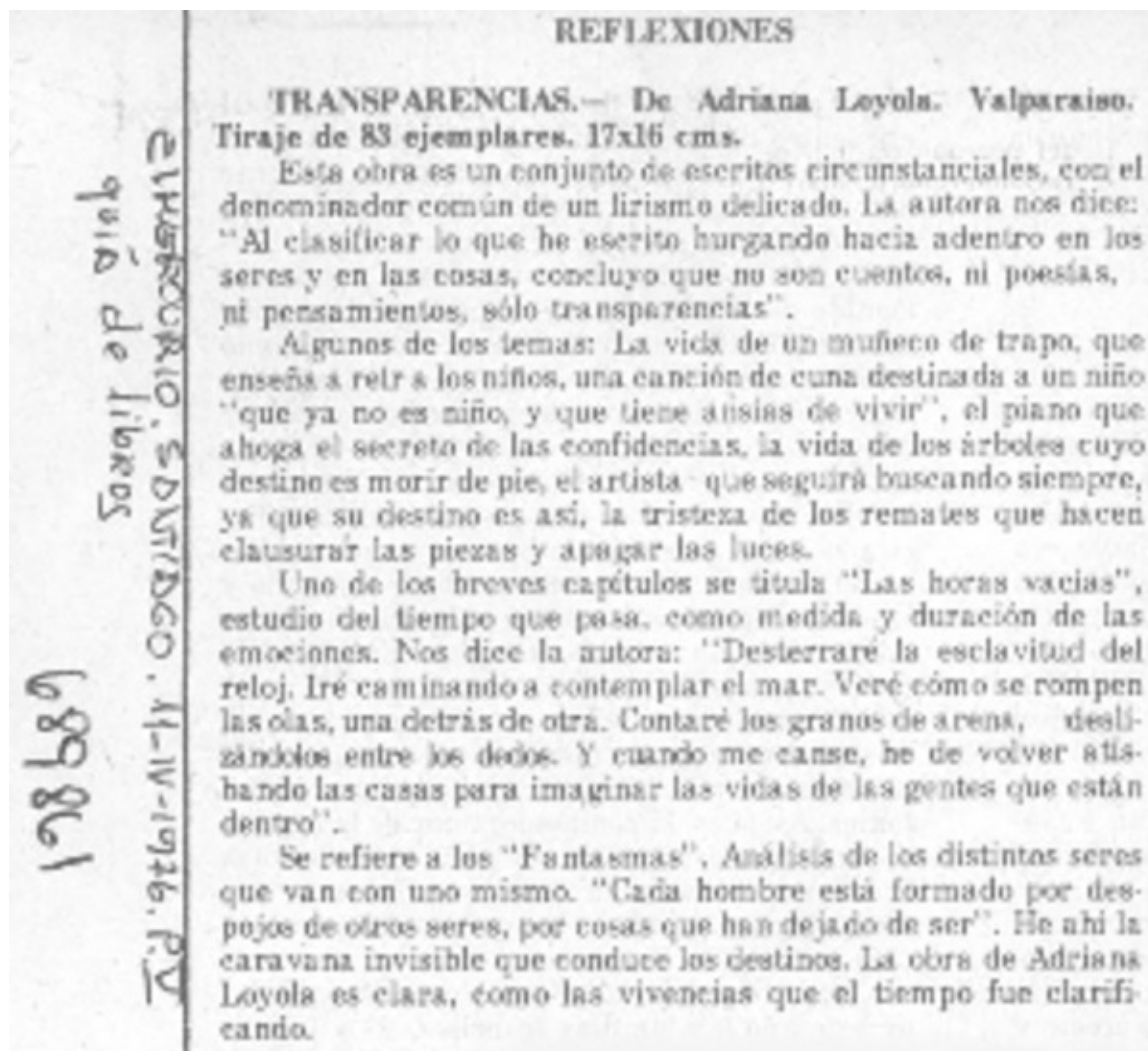 REFLEXIONES
TRANSPARENCIAS.— De Adriana Loyola. Valparaiso.
Tiraje de 83 ejemplares. 17x16 cms.
Esta obra es un conjunto de escritos circunstanciales, con el
denominador común de un lirismo delicado. La autora nos dice:
"Al clasificar lo que he escrito hurgando hacia adentro en los
seres y en las cosas, concluyo que no son cuentos, ni poesías,
ni pensamientos, sólo transparencias".
Algunos de los temas: La vida de un muñeco de trapo, que
enseña a reir a los niños, una canción de cuna destinada a un niño
"que ya no es niño, y que tiene ansias de vivir", el piano que
ahoga el secreto de las confidencias, la vida de los árboles cuyo
destino es morir de pie, el artista que seguirá buscando siempre,
ya que su destino es así, la tristeza de los remates que hacen
clausurar las piezas y apagar las luces.
Uno de los breves capítulos se titula "Las horas vacias",
estudio del tiempo que pasa, como medida y duración de las
emociones. Nos dice la autora: "Desterraré la esclavitud del
reloj. Iré caminando a contemplar el mar. Veré cómo se rompen
las olas, una detrás de otra. Contaré los granos de arena, desli-
zándolos entre los dedos. Y cuando me canse, he de volver atis-
bando las casas para imaginar las vidas de las gentes que están
dentro".
Se refiere a los "Fantasmas". Análisis de los distintos seres
que van con uno mismo. "Cada hombre está formado por des-
pojos de otros seres, por cosas que han dejado de ser". He ahi la
caravana invisible que conduce los destinos. La obra de Adriana
Loyola es clara, como las vivencias que el tiempo fue clarifi-
cando.
El MERCURIO, SANTIAGO. 11-IV-1976. P. IV
guía de libros
198689